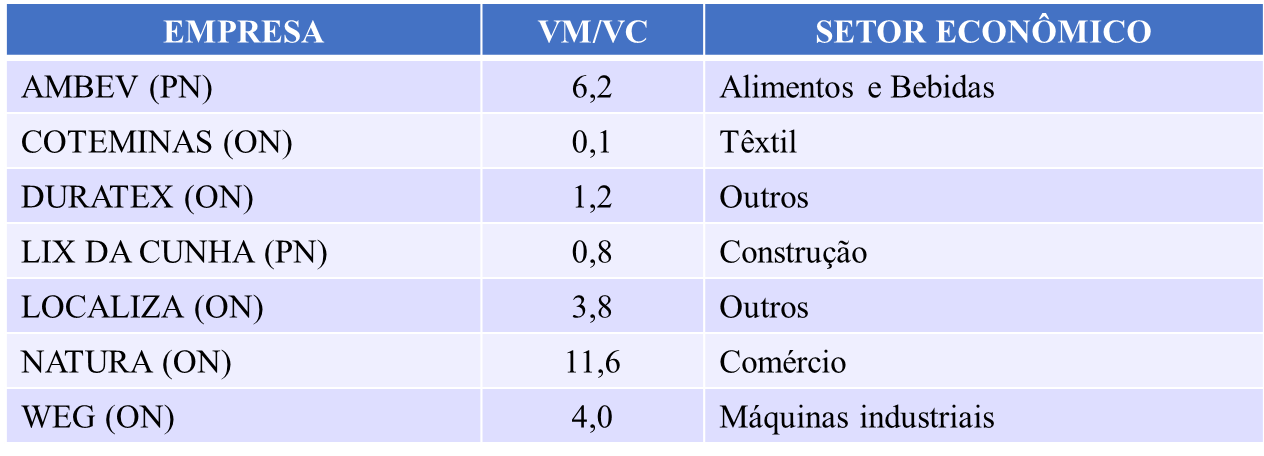 EMPRESA VM/VC SETOR ECONÔMICO
AMBEV (PN) 6,2 Alimentos e Bebidas
COTEMINAS (ON) 0,1 Têxtil
DURATEX (ON) 1,2 Outros
LIX DA CUNHA (PN) 0,8 Construção
LOCALIZA (ON) 3,8 Outros
NATURA (ON) 11,6 Comércio
WEG (ON) 4,0 Máquinas industriais